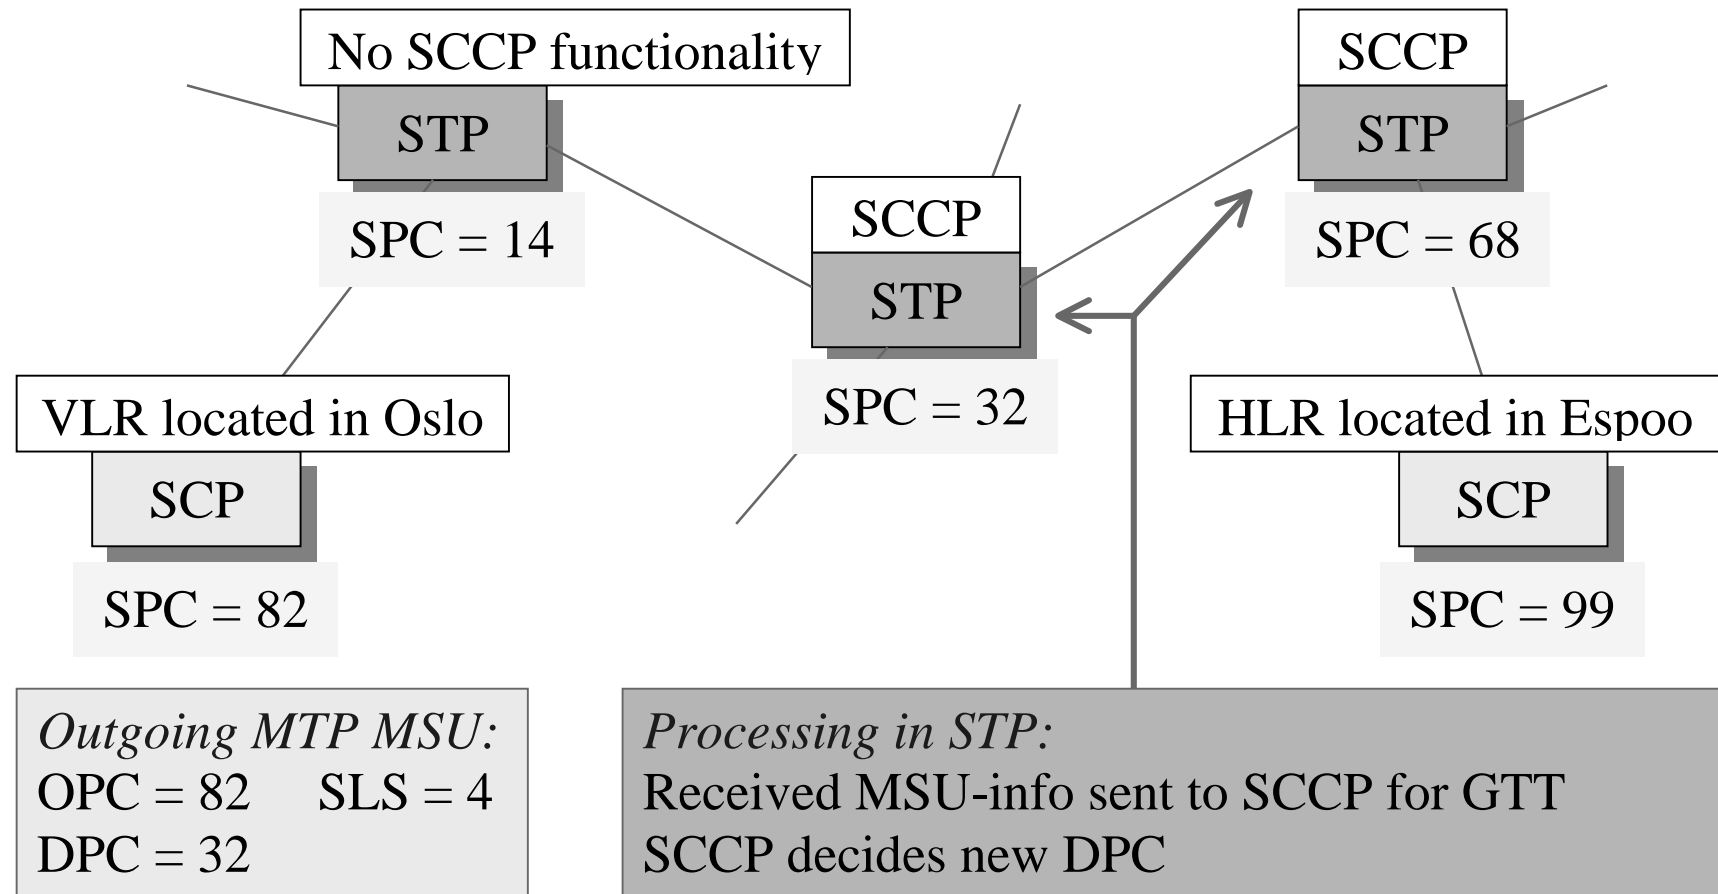 No SCCP functionality
STP
SPC = 14
SCCP
STP
SPC = 32
SCCP
STP
SPC = 68
VLR located in Oslo
SCP
SPC = 82
HLR located in Espoo
SCP
SPC = 99
Outgoing MTP MSU:
OPC = 82 SLS = 4
DPC = 32
Processing in STP:
Received MSU-info sent to SCCP for GTT
SCCP decides new DPC